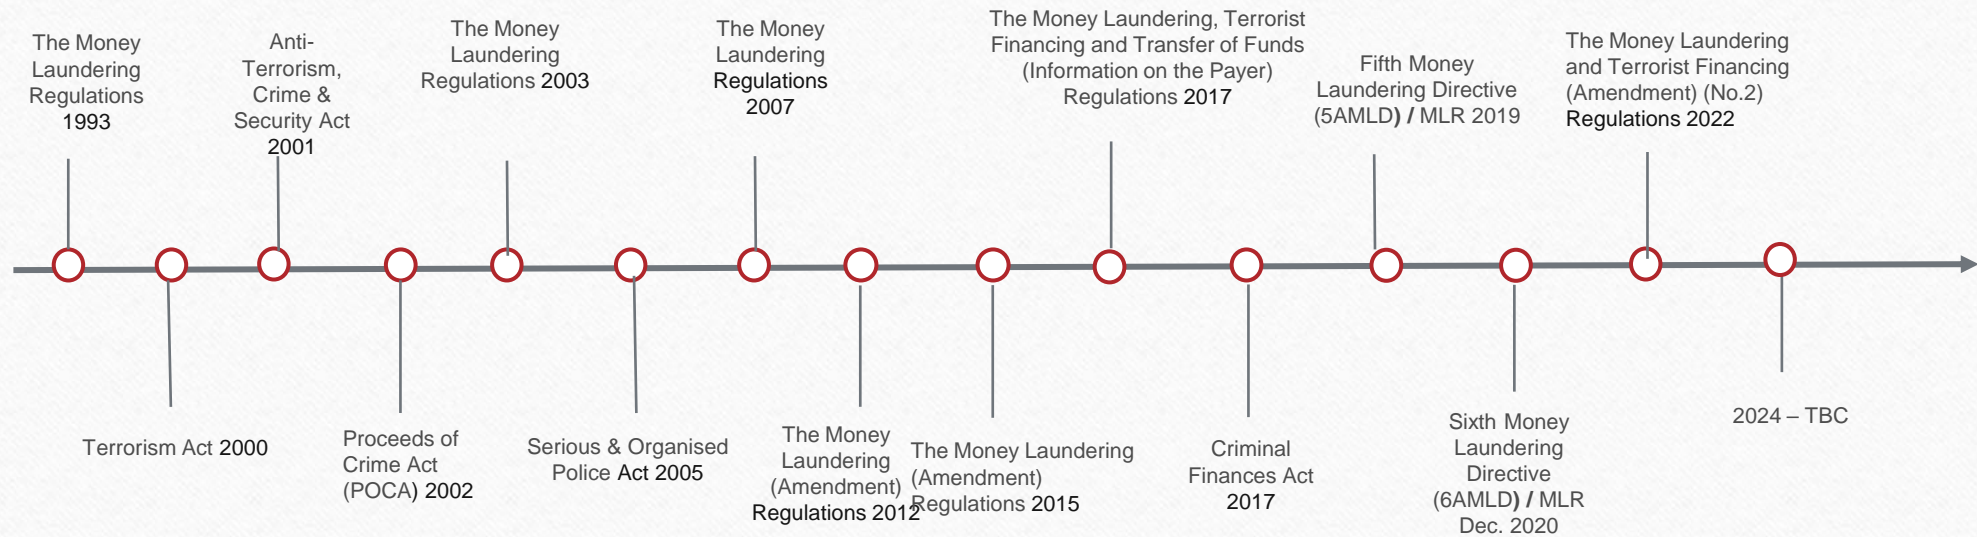 The Money
Laundering
Regulations
1993
Anti-
Terrorism,
Crime &
Security Act
2001
The Money
Laundering
Regulations 2003
The Money
Laundering
Regulations
2007
The Money Laundering, Terrorist
Financing and Transfer of Funds
(Information on the Payer)
Regulations 2017
Fifth Money
Laundering Directive
(5AMLD) / MLR 2019
The Money Laundering
and Terrorist Financing
(Amendment) (No.2)
Regulations 2022
Terrorism Act 2000
Proceeds of
Crime Act
(POCA) 2002
Serious & Organised
Police Act 2005
The Money
Laundering
(Amendment)
Regulations 2012
The Money Laundering
(Amendment)
Regulations 2015
Criminal
Finances Act
2017
Sixth Money
Laundering
Directive
(6AMLD) / MLR
Dec. 2020
2024 – TBC